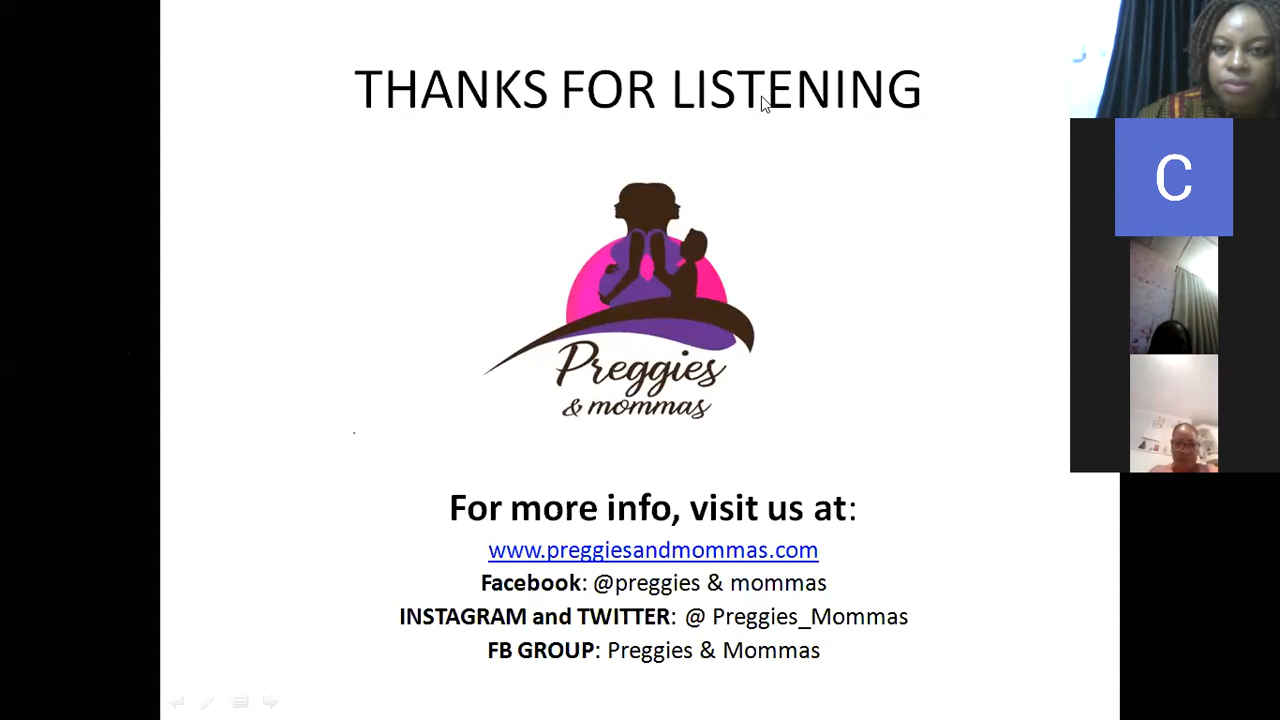 THANKS FOR LISTENING
C
Preggies
& mommas
For more info, visit us at:
www.preggiesandmommas.com
Facebook: @preggies & mommas
INSTAGRAM and TWITTER: @ Preggies_Mommas
FB GROUP: Preggies & Mommas